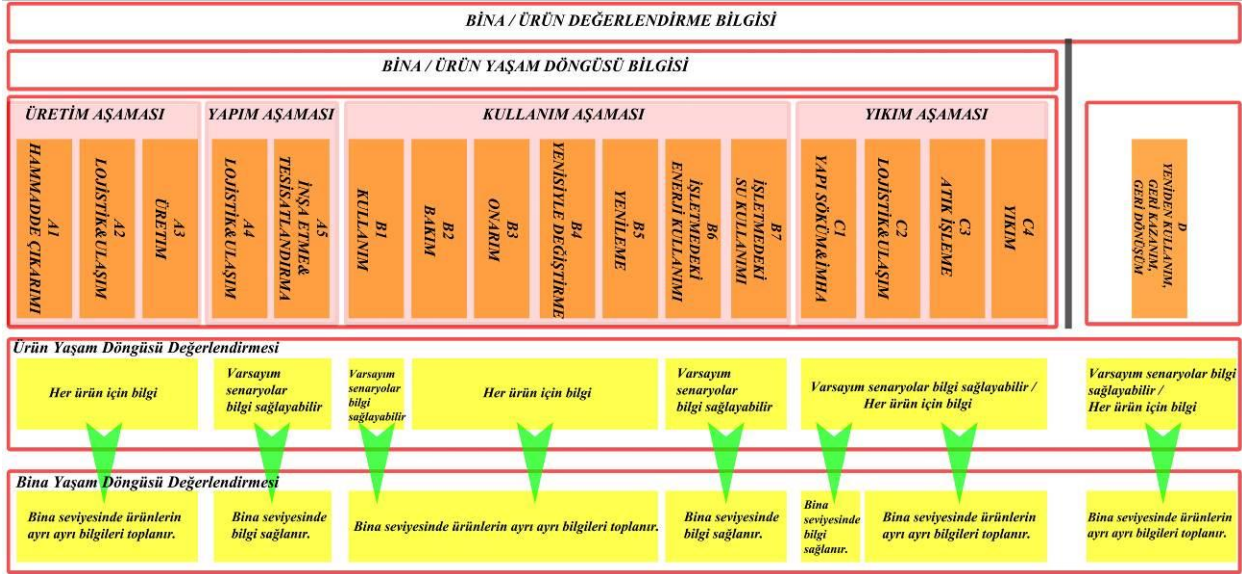 BİNA / ÜRÜN DEĞERLENDİRME BİLGİSİ
BİNA / ÜRÜN YAŞAM DÖNGÜSÜ BİLGİSİ
ÜRETİM AŞAMASI
YAPIM AŞAMASI
KULLANIM AŞAMASI
YIKIM AŞAMASI
A1
HAMMADDE ÇIKARIMI
A2
LOJİSTİK&ULAŞIM
A3
ÜRETIM
A4
LOJİSTİK&ULAŞIM
A5
İNŞA ETME&
TESİSATLANDIRMA
B1
KULLANIM
B2
BAKIM
B3
ONARIM
B4
YENİSİYLE DEĞİŞTİRME
B5
YENİLEME
B6
İŞLETMEDEKİ
ENERJİ KULLANIMI
B7
İŞLETMEDEKİ
SU KULLANIMI
C1
YAPI SÖKÜM&İMHA
C2
LOJİSTİK&ULAŞIM
C3
ATIK İŞLEME
C4
YIKIM
D
YENİDEN KULLANIM,
GERİ KAZANIM,
GERİ DÖNÜŞÜM
Ürün Yaşam Döngüsü Değerlendirmesi
Her ürün için bilgi
Varsayım
senaryolar
bilgi sağlayabilir
Varsayım
senaryolar
bilgi
sağlayabilir
Her ürün için bilgi
Varsayım
senaryolar
bilgi sağlayabilir
Varsayım senaryolar bilgi sağlayabilir /
Her ürün için bilgi
Varsayım senaryolar bilgi
sağlayabilir /
Her ürün için bilgi
Bina Yaşam Döngüsü Değerlendirmesi
Bina seviyesinde ürünlerin
ayrı ayrı bilgileri toplanır.
Bina seviyesinde
bilgi sağlanır.
Bina seviyesinde ürünlerin ayrı ayrı bilgileri toplanır.
Bina seviyesinde
bilgi sağlanır.
Bina
seviyesinde
bilgi
sağlanır.
Bina seviyesinde ürünlerin
ayrı ayrı bilgileri toplanır.
Bina seviyesinde ürünlerin
ayrı ayrı bilgileri toplanır.